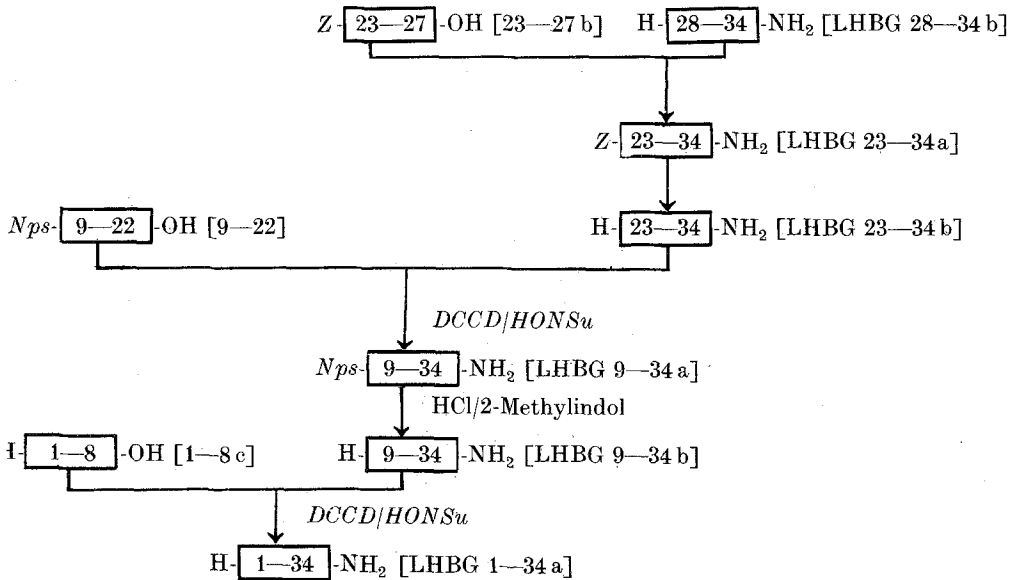 Z- 23—27 -OH [23—27 b] H- 28—34 -NH₂ [LHBG 28—34 b]
Z- 23—34 -NH₂ [LHBG 23—34a]
Nps- 9—22 -OH [9—22] H- 23—34 -NH₂ [LHBG 23—34 b]
DCCD/HONSu
Nps- 9—34 -NH₂ [LHBG 9—34 a]
HCl/2-Methylindol
1—8 -OH [1—8 c] H- 9—34 -NH₂ [LHBG 9—34 b]
DCCD/HONSu
H- 1—34 -NH₂ [LHBG 1—34 a]